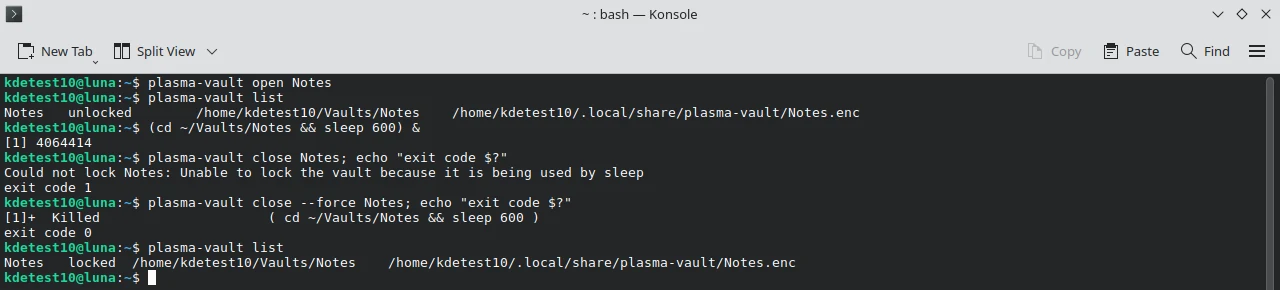 ~ : bash — Konsole
New Tab Split View Copy Paste Find
kdetest10@luna:~$ plasma-vault open Notes
kdetest10@luna:~$ plasma-vault list
Notes   unlocked        /home/kdetest10/Vaults/Notes    /home/kdetest10/.local/share/plasma-vault/Notes.enc
kdetest10@luna:~$ (cd ~/Vaults/Notes && sleep 600) &
[1] 4064414
kdetest10@luna:~$ plasma-vault close Notes; echo "exit code $?"
Could not lock Notes: Unable to lock the vault because it is being used by sleep
exit code 1
kdetest10@luna:~$ plasma-vault close --force Notes; echo "exit code $?"
[1]+  Killed                  ( cd ~/Vaults/Notes && sleep 600 )
exit code 0
kdetest10@luna:~$ plasma-vault list
Notes   locked  /home/kdetest10/Vaults/Notes    /home/kdetest10/.local/share/plasma-vault/Notes.enc
kdetest10@luna:~$